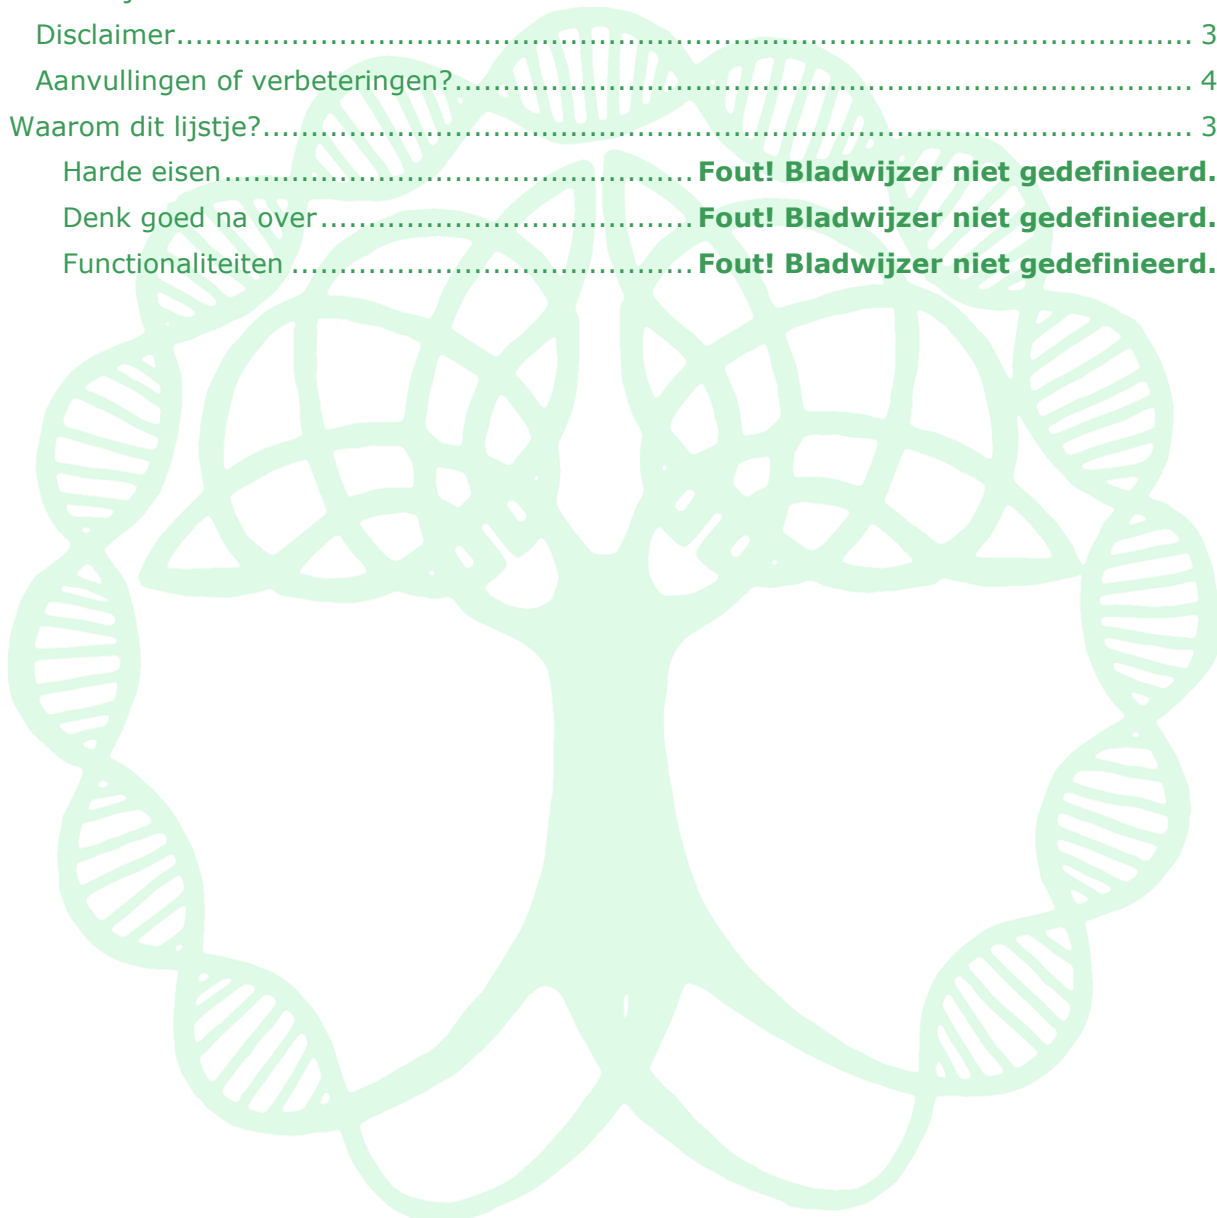 Disclaimer........................................................................................................ 3
Aanvullingen of verbeteringen?............................................................................ 4
Waarom dit lijstje?................................................................................................ 3
Harde eisen................................................ Fout! Bladwijzer niet gedefinieerd.
Denk goed na over...................................... Fout! Bladwijzer niet gedefinieerd.
Functionaliteiten......................................... Fout! Bladwijzer niet gedefinieerd.